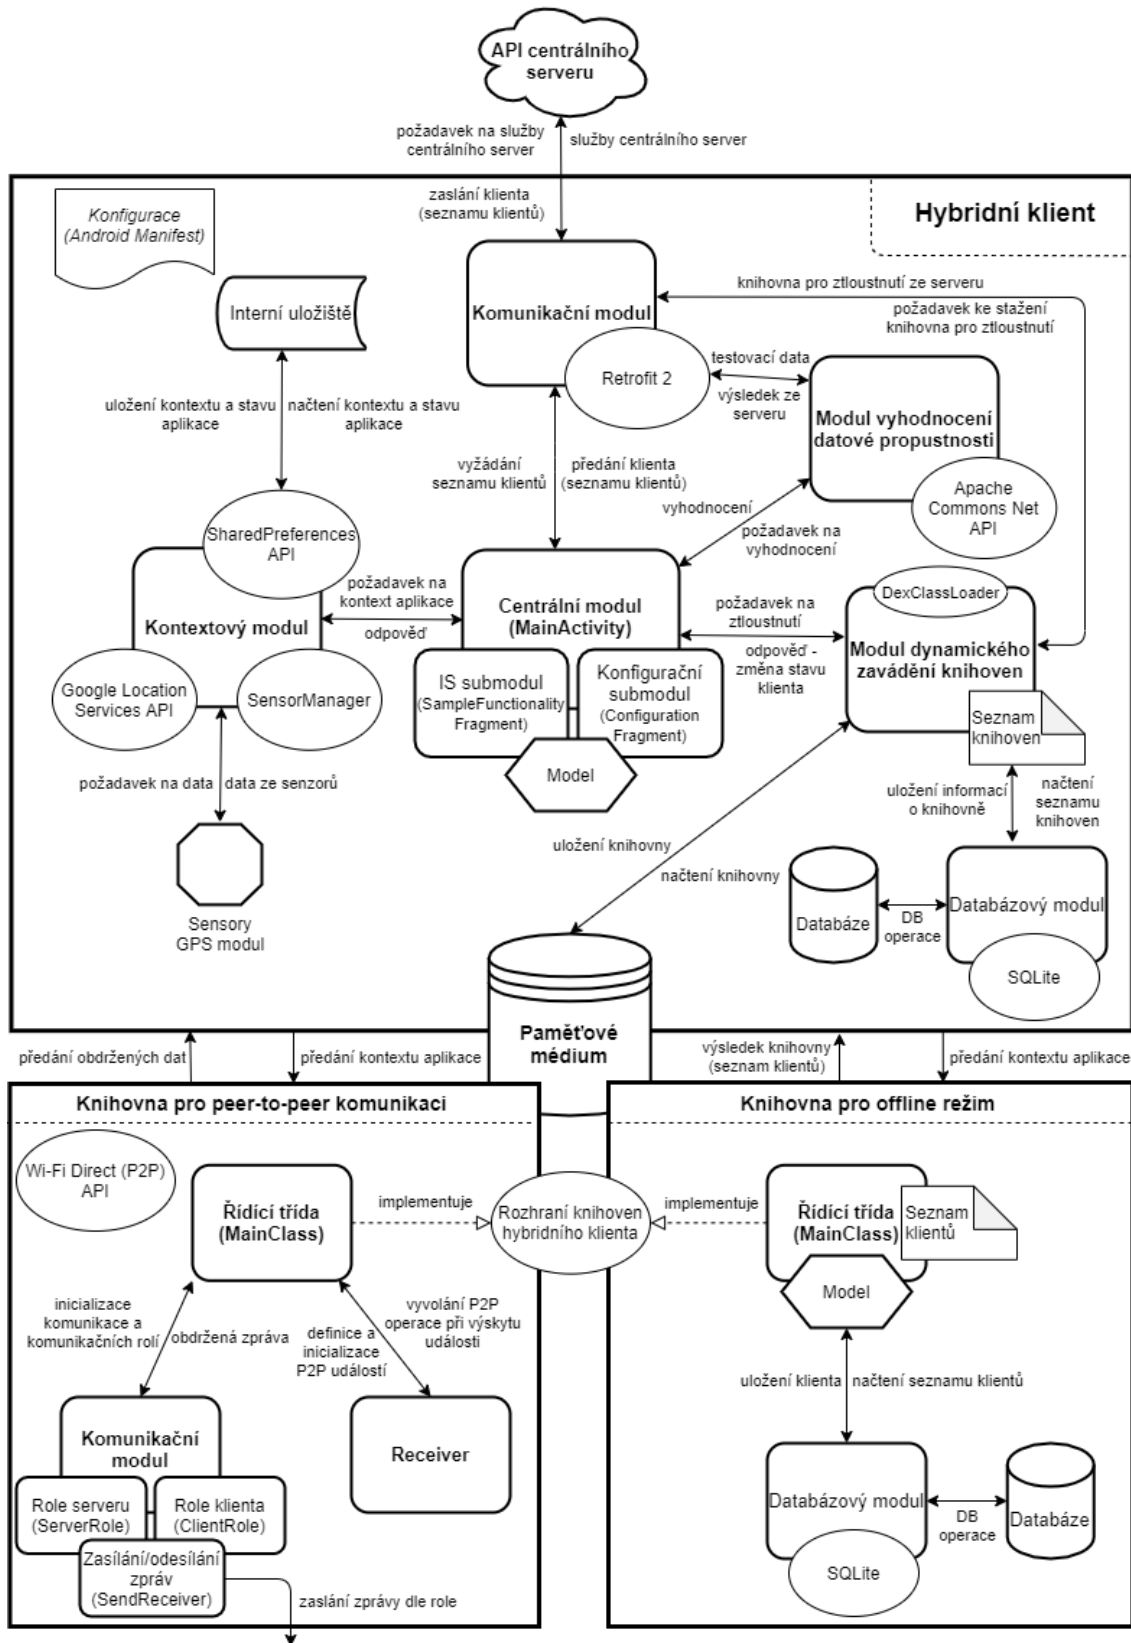 API centrálního
serveru
požadavek na služby
centrálního server
služby centrálního server
zaslání klienta
(seznamu klientů)
Konfigurace
(Android Manifest)
Hybridní klient
Interní uložiště
Komunikační modul
Retrofit 2
knihovna pro ztloustnutí ze serveru
požadavek ke stažení
knihovna pro ztloustnutí
testovací data
výsledek ze
serveru
Modul vyhodnocení
datové propustnosti
Apache
Commons Net
API
uložení kontextu a stavu
aplikace
načtení kontextu a stavu
aplikace
vyžádání
seznamu klientů
předání klienta
(seznamu klientů)
vyhodnocení
požadavek na
vyhodnocení
SharedPreferences
API
Kontextový modul
Google Location
Services API
SensorManager
požadavek na
kontext aplikace
odpověď
Centrální modul
(MainActivity)
IS submodul
(SampleFunctionality
Fragment)
Konfigurační
submodul
(Configuration
Fragment)
Model
požadavek na
ztloustnutí
odpověď -
změna stavu
klienta
DexClassLoader
Modul dynamického
zavádění knihoven
Seznam
knihoven
požadavek na data
data ze senzorů
Sensory
GPS modul
uložení informací
o knihovně
načtení
seznamu
knihoven
uložení knihovny
načtení knihovny
Databáze
DB
operace
Databázový modul
SQLite
Paměťové
médium
předání obdržených dat
předání kontextu aplikace
výsledek knihovny
(seznam klientů)
předání kontextu aplikace
Knihovna pro peer-to-peer komunikaci
Wi-Fi Direct (P2P)
API
Řídící třída
(MainClass)
implementuje
Rozhraní knihoven
hybridního klienta
inicializace
komunikace a
komunikačních rolí
obdržená zpráva
definice a
inicializace
P2P událostí
vyvolání P2P
operace při výskytu
události
Komunikační
modul
Role serveru
(ServerRole)
Role klienta
(ClientRole)
Zasílání/odesílání
zpráv
(SendReceiver)
Receiver
zaslání zprávy dle role
Knihovna pro offline režim
implementuje
Řídící třída
(MainClass)
Seznam
klientů
Model
uložení klienta
načtení seznamu klientů
Databázový modul
SQLite
DB
operace
Databáze